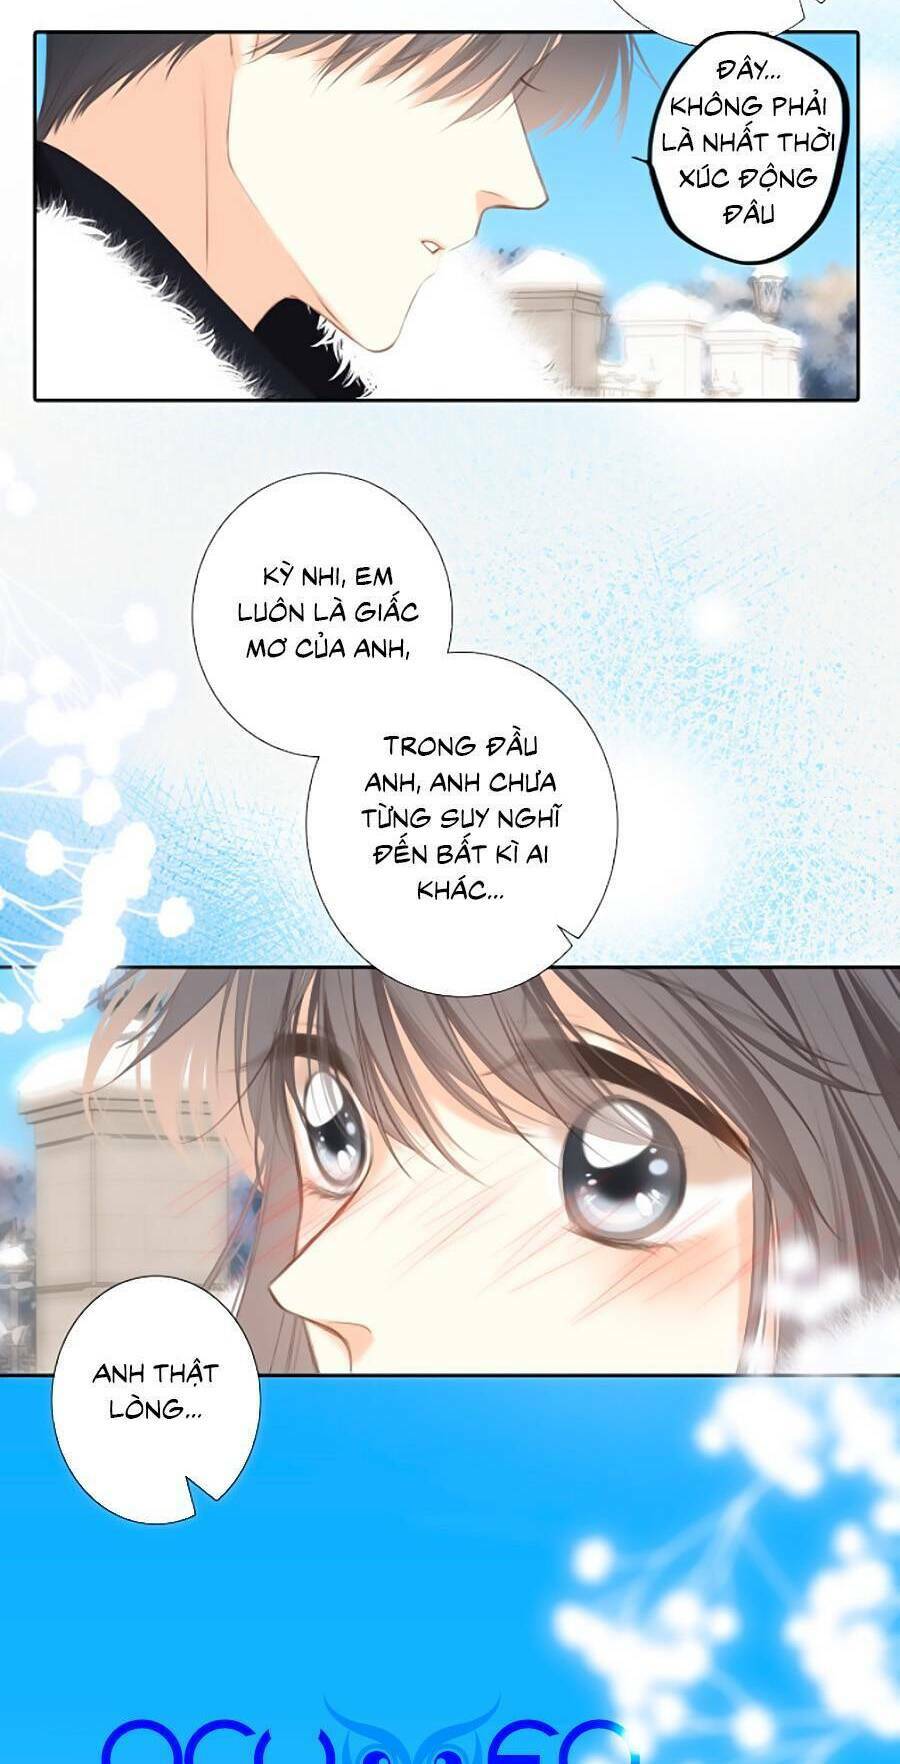 ĐÂY...
KHÔNG PHẢI
LÀ NHẤT THỜI
XÚC ĐỘNG
ĐÂU
KỲ NHI, EM
LUÔN LÀ GIẤC
MƠ CỦA ANH,
TRONG ĐẦU
ANH, ANH CHƯA
TỪNG SUY NGHĨ
ĐẾN BẤT KÌ AI
KHÁC...
ANH THẬT
LÒNG...